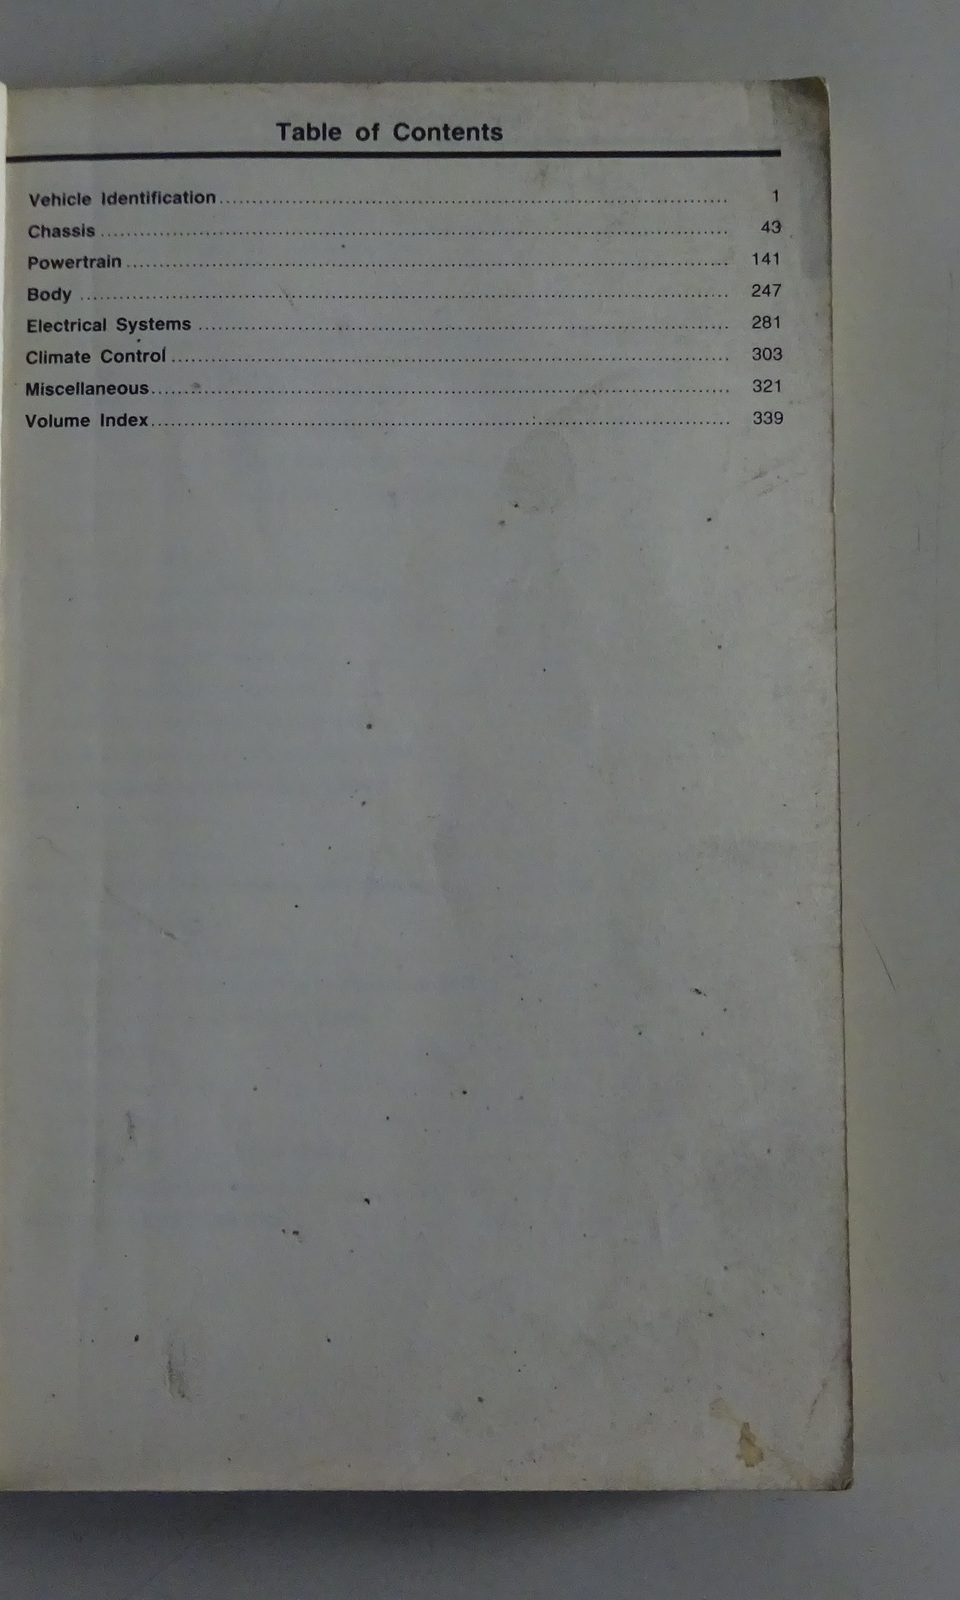 Table of Contents
Vehicle Identification........................................................................ 1
Chassis........................................................................ 43
Powertrain........................................................................ 141
Body........................................................................ 247
Electrical Systems........................................................................ 281
Climate Control........................................................................ 303
Miscellaneous........................................................................ 321
Volume Index........................................................................ 339